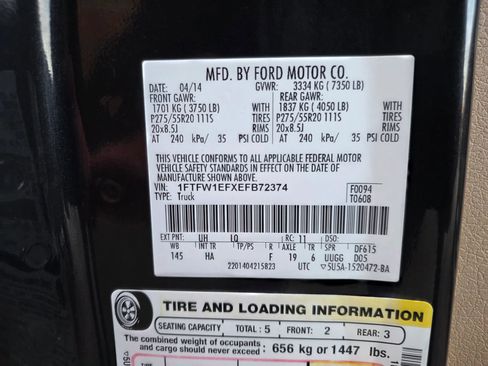 MFD. BY FORD MOTOR CO.
DATE: 04/14 GVWR: 3334 KG ( 7350 LB)
FRONT GAWR: REAR GAWR:
1701 KG ( 3750 LB) 1837 KG ( 4050 LB)
P275/55R20 111S TIRES P275/55R20 111S TIRES
20x8.5J RIMS 20x8.5J RIMS
AT 240 kPa/ 35 PSI COLD AT 240 kPa/ 35 PSI COLD
THIS VEHICLE CONFORMS TO ALL APPLICABLE FEDERAL MOTOR
VEHICLE SAFETY STANDARDS IN EFFECT ON THE DATE OF
MANUFACTURE SHOWN ABOVE.
VIN: 1FTFW1EFXEFB72374 F0094
TYPE: Truck T0608
EXT PNT: UH LQ RC: 11 DF615
WB INT TR TP/PS R AXLE TR SPR
145 HA F 19 6 UUGG D05
2201404215823 UTC 5U5A-1520472-BA
TIRE AND LOADING INFORMATION
SEATING CAPACITY TOTAL : 5 FRONT: 2 REAR: 3
The combined weight of occupants
and cargo should never exceed : 656 kg or 1447 lbs.